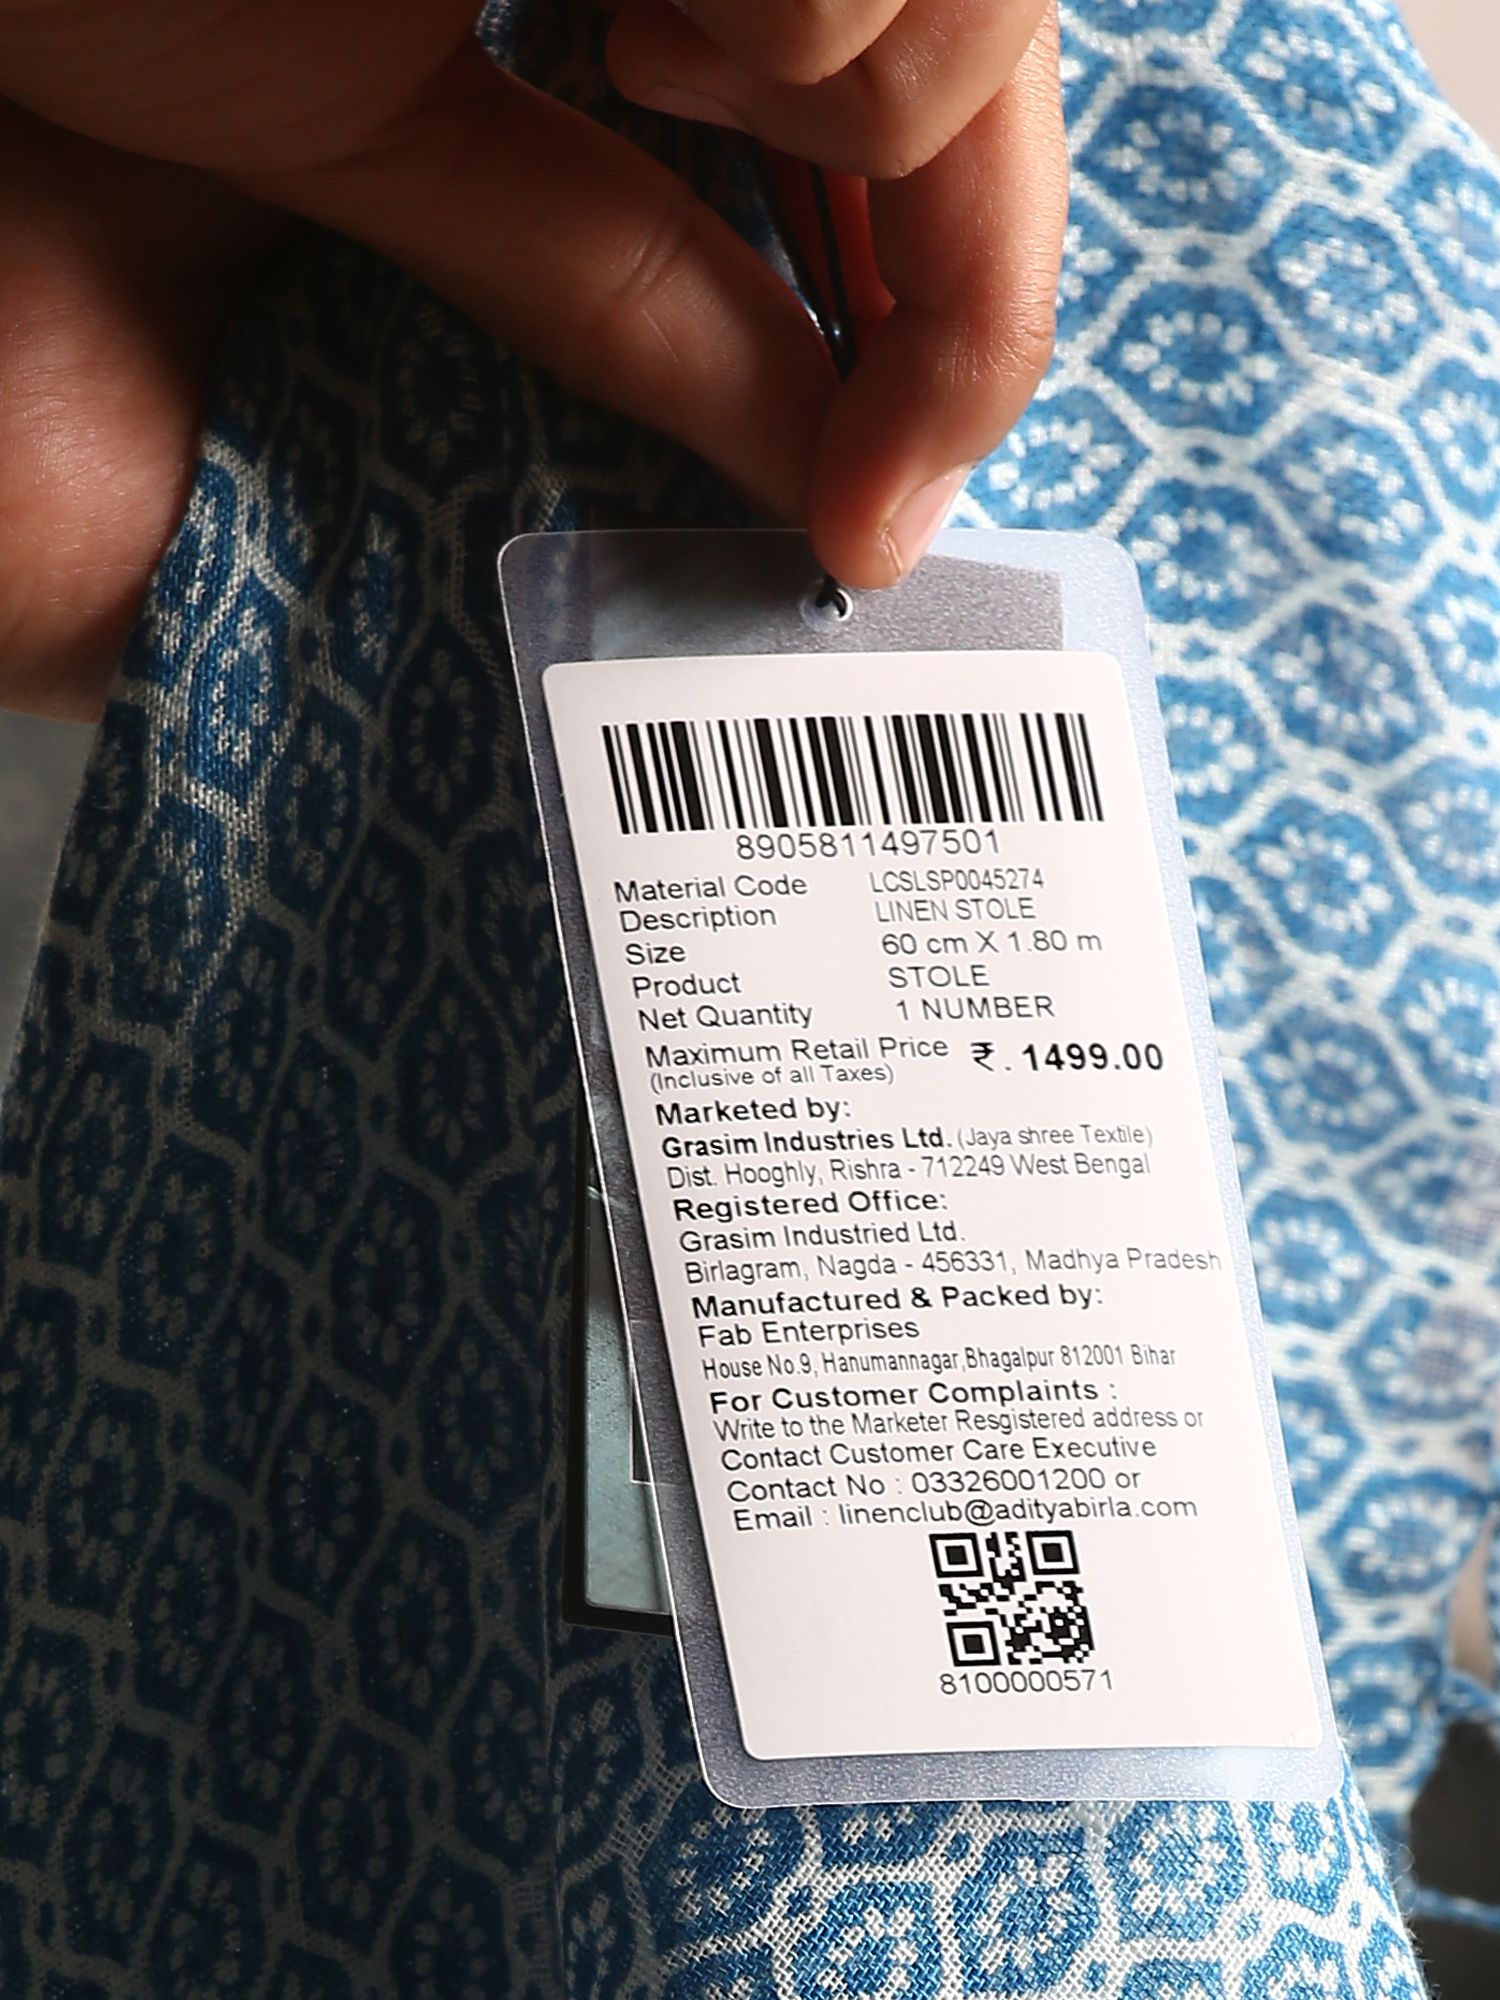 8905811497501
Material Code LCSLSP0045274
Description LINEN STOLE
Size 60 cm X 1.80 m
Product STOLE
Net Quantity 1 NUMBER
Maximum Retail Price ₹. 1499.00
(Inclusive of all Taxes)
Marketed by:
Grasim Industries Ltd. (Jaya shree Textile)
Dist. Hooghly, Rishra - 712249 West Bengal
Registered Office:
Grasim Industried Ltd.
Birlagram, Nagda - 456331, Madhya Pradesh
Manufactured & Packed by:
Fab Enterprises
House No.9, Hanumannagar,Bhagalpur 812001 Bihar
For Customer Complaints :
Write to the Marketer Resgistered address or
Contact Customer Care Executive
Contact No : 03326001200 or
Email : linenclub@adityabirla.com
8100000571